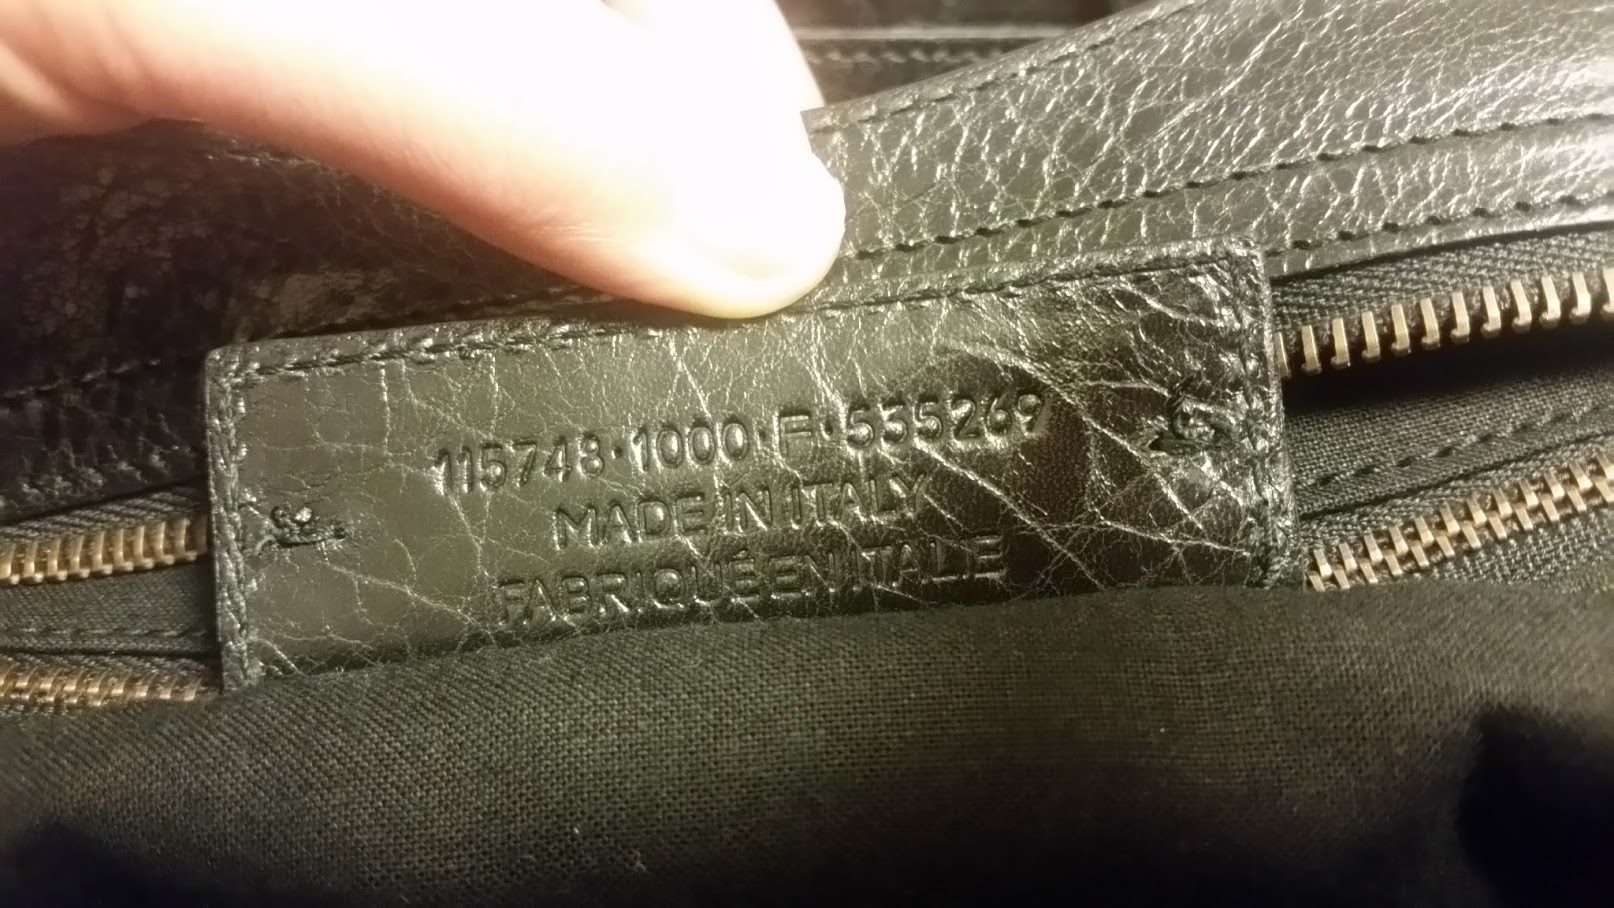 115748·1000·F·535269
MADE IN ITALY
FABRIQUÉ EN ITALIE